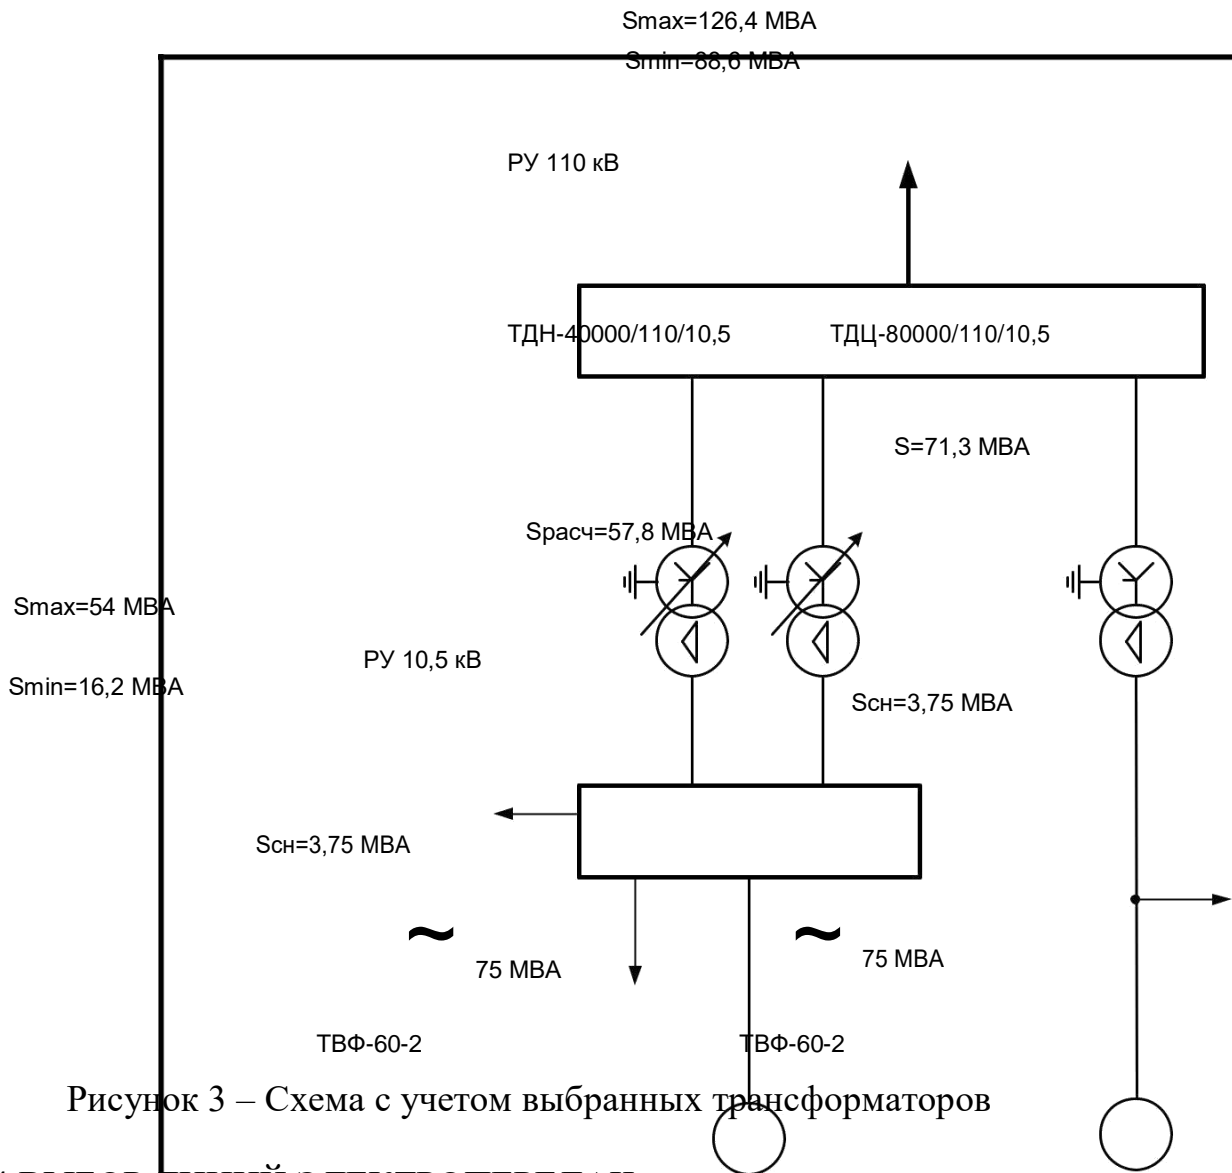 Smax=126,4 МВА
Smin=88,6 МВА
РУ 110 кВ
ТДН-40000/110/10,5
ТДЦ-80000/110/10,5
S=71,3 МВА
Sрасч=57,8 МВА
Smax=54 МВА
РУ 10,5 кВ
Smin=16,2 МВА
Sсн=3,75 МВА
Sсн=3,75 МВА
~
~
75 МВА
75 МВА
ТВФ-60-2
ТВФ-60-2
Рисунок 3 – Схема с учетом выбранных трансформаторов